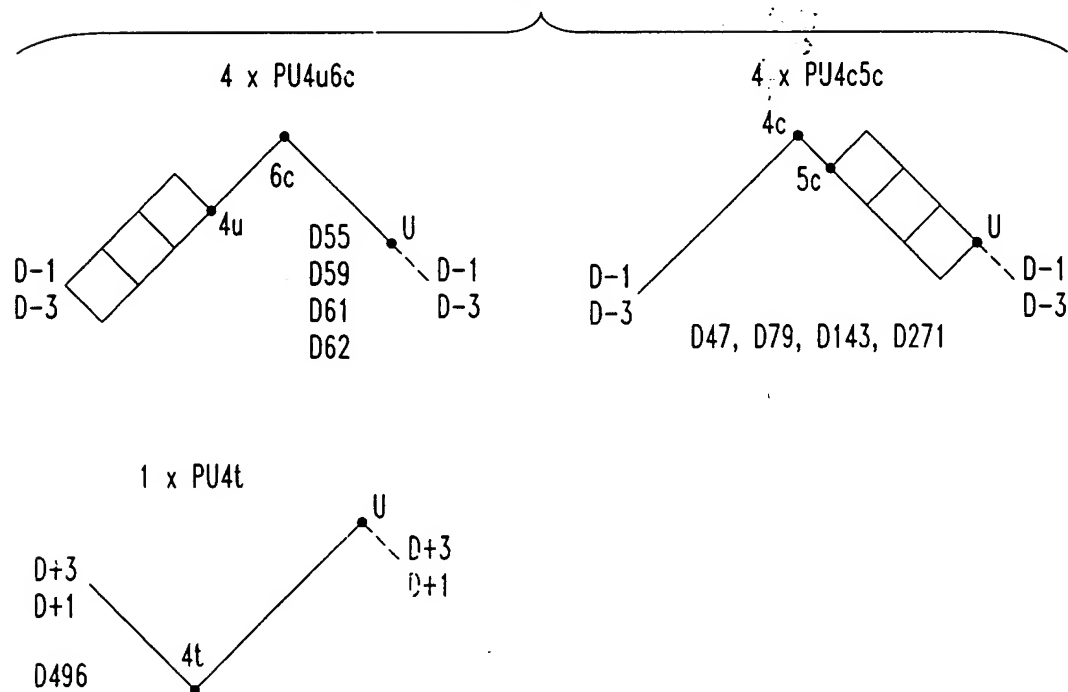 4 x PU4u6c
4 x PU4c5c
6c
4u
D-1
D-3
D55
D59
D61
D62
U
D-1
D-3
4c
5c
D-1
D-3
U
D-1
D-3
D47, D79, D143, D271
1 x PU4t
D+3
D+1
4t
D496
U
D+3
D+1